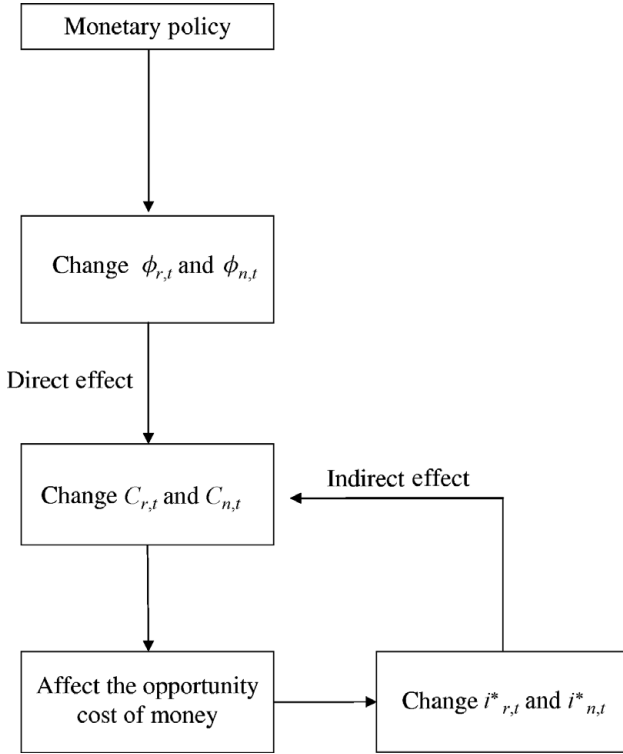 Monetary policy
Change ϕr,t and ϕn,t
Direct effect
Change Cr,t and Cn,t
Indirect effect
Affect the opportunity
cost of money
Change i*r,t and i*n,t